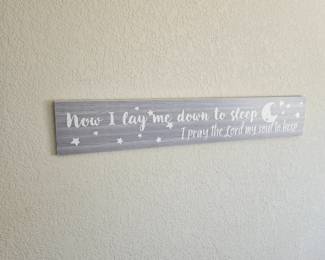 Now I lay me down to sleep
I pray the Lord my soul to keep